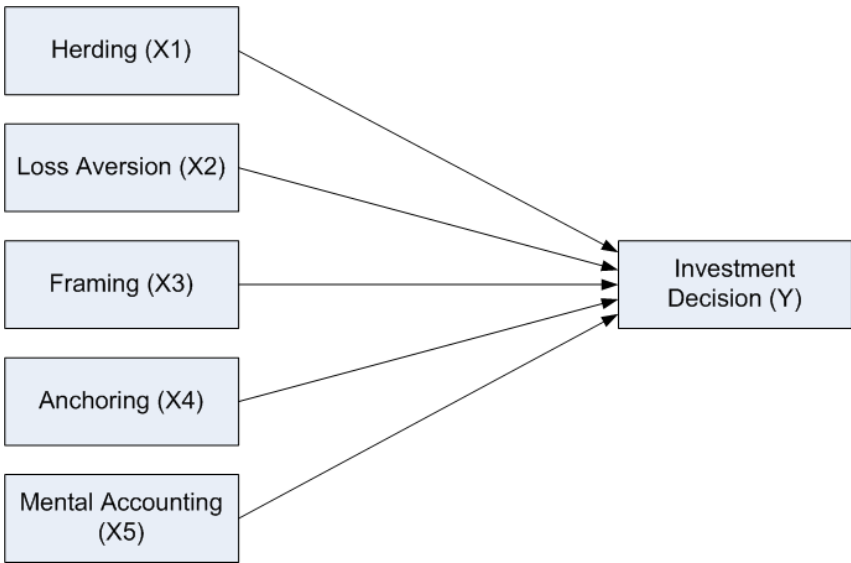 Herding (X1)
Loss Aversion (X2)
Framing (X3)
Anchoring (X4)
Mental Accounting
(X5)
Investment
Decision (Y)